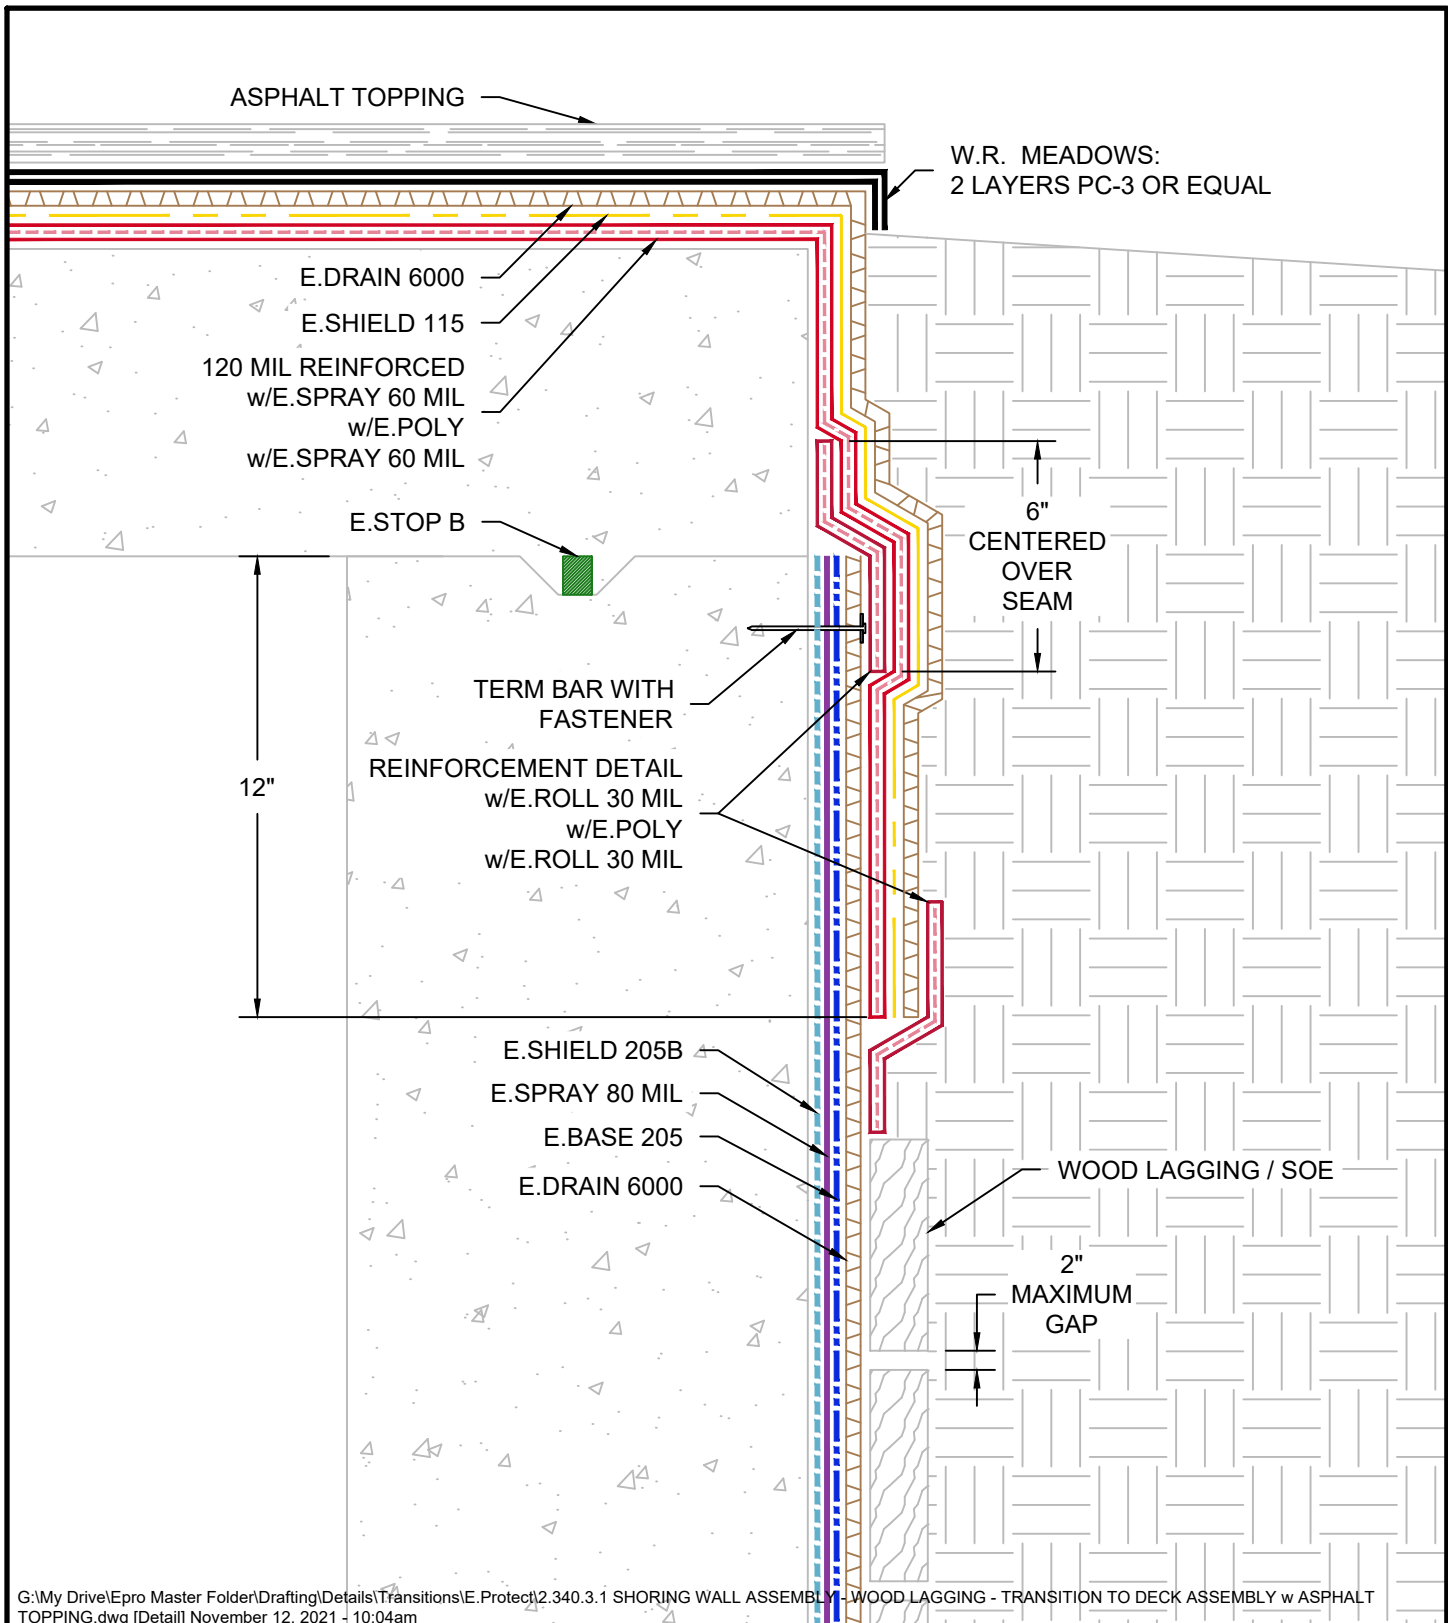 ASPHALT TOPPING
W.R. MEADOWS:
2 LAYERS PC-3 OR EQUAL
E.DRAIN 6000
E.SHIELD 115
120 MIL REINFORCED
w/E.SPRAY 60 MIL
w/E.POLY
w/E.SPRAY 60 MIL
E.STOP B
6"
CENTERED
OVER
SEAM
TERM BAR WITH
FASTENER
12"
REINFORCEMENT DETAIL
w/E.ROLL 30 MIL
w/E.POLY
w/E.ROLL 30 MIL
E.SHIELD 205B
E.SPRAY 80 MIL
E.BASE 205
E.DRAIN 6000
WOOD LAGGING / SOE
2"
MAXIMUM
GAP
G:\My Drive\Epro Master Folder\Drafting\Details\Transitions\E.Protect\2.340.3.1 SHORING WALL ASSEMBLY - WOOD LAGGING - TRANSITION TO DECK ASSEMBLY w ASPHALT
TOPPING.dwg [Detail] November 12, 2021 - 10:04am